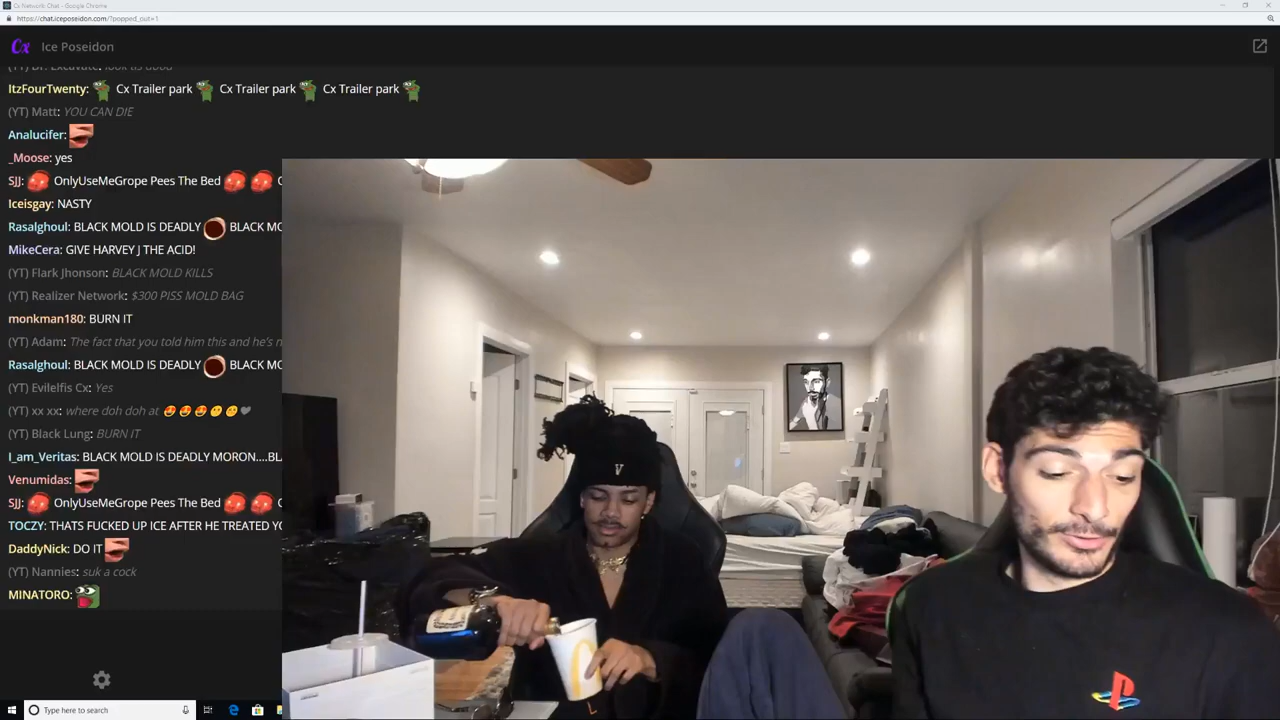 Cx Network Chat - Google Chrome
https://chat.iceposeidon.com/?popped_out=1
Cx Ice Poseidon
ItzFourTwenty: Cx Trailer park Cx Trailer park Cx Trailer park
(YT) Matt: YOU CAN DIE
Analucifer:
_Moose: yes
SJJ: OnlyUseMeGrope Pees The Bed
Iceisgay: NASTY
Rasalghoul: BLACK MOLD IS DEADLY BLACK MO
MikeCera: GIVE HARVEY J THE ACID!
(YT) Flark Jhonson: BLACK MOLD KILLS
(YT) Realizer Network: $300 PISS MOLD BAG
monkman180: BURN IT
(YT) Adam: The fact that you told him this and he's n
Rasalghoul: BLACK MOLD IS DEADLY BLACK MO
(YT) Evilelfis Cx: Yes
(YT) xx xx: where doh doh at
(YT) Black Lung: BURN IT
I_am_Veritas: BLACK MOLD IS DEADLY MORON....BL
Venumidas:
SJJ: OnlyUseMeGrope Pees The Bed
TOCZY: THATS FUCKED UP ICE AFTER HE TREATED YO
DaddyNick: DO IT
(YT) Nannies: suk a cock
MINATORO:
V
Type here to search